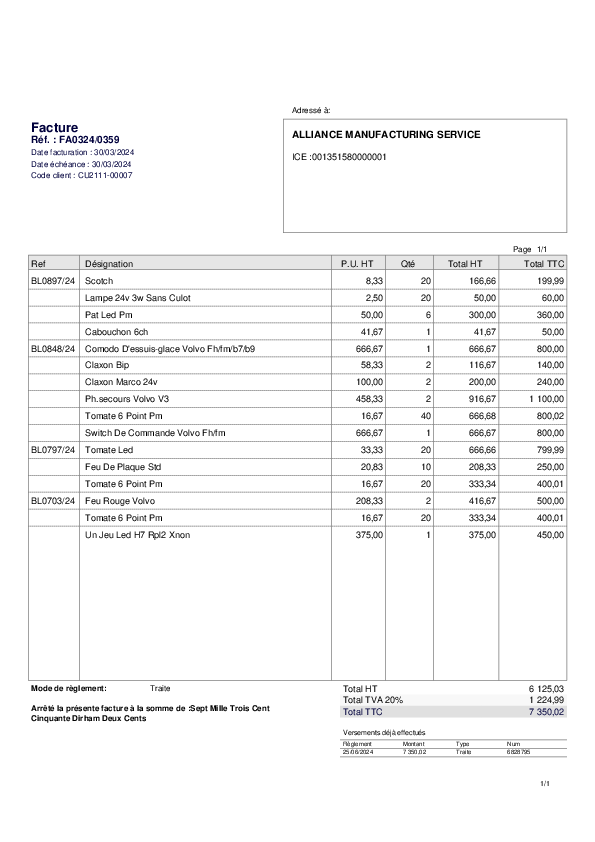 Adressé à:
Facture
Réf. : FA0324/0359
Date facturation : 30/03/2024
Date échéance : 30/03/2024
Code client : CU2111-00007
ALLIANCE MANUFACTURING SERVICE
ICE :001351580000001
Page 1/1
Ref Désignation P.U. HT Qté Total HT Total TTC
BL0897/24 Scotch 8,33 20 166,66 199,99
Lampe 24v 3w Sans Culot 2,50 20 50,00 60,00
Pat Led Pm 50,00 6 300,00 360,00
Cabouchon 6ch 41,67 1 41,67 50,00
BL0848/24 Comodo D'essuis-glace Volvo Fh/fm/b7/b9 666,67 1 666,67 800,00
Claxon Bip 58,33 2 116,67 140,00
Claxon Marco 24v 100,00 2 200,00 240,00
Ph.secours Volvo V3 458,33 2 916,67 1 100,00
Tomate 6 Point Pm 16,67 40 666,68 800,02
Switch De Commande Volvo Fh/fm 666,67 1 666,67 800,00
BL0797/24 Tomate Led 33,33 20 666,66 799,99
Feu De Plaque Std 20,83 10 208,33 250,00
Tomate 6 Point Pm 16,67 20 333,34 400,01
BL0703/24 Feu Rouge Volvo 208,33 2 416,67 500,00
Tomate 6 Point Pm 16,67 20 333,34 400,01
Un Jeu Led H7 Rpl2 Xnon 375,00 1 375,00 450,00
Mode de règlement: Traite
Arrêté la présente facture à la somme de :Sept Mille Trois Cent
Cinquante Dirham Deux Cents
Total HT 6 125,03
Total TVA 20% 1 224,99
Total TTC 7 350,02
Versements déjà effectués
Règlement Montant Type Num
25/06/2024 7 350,02 Traite 6828795
1/1